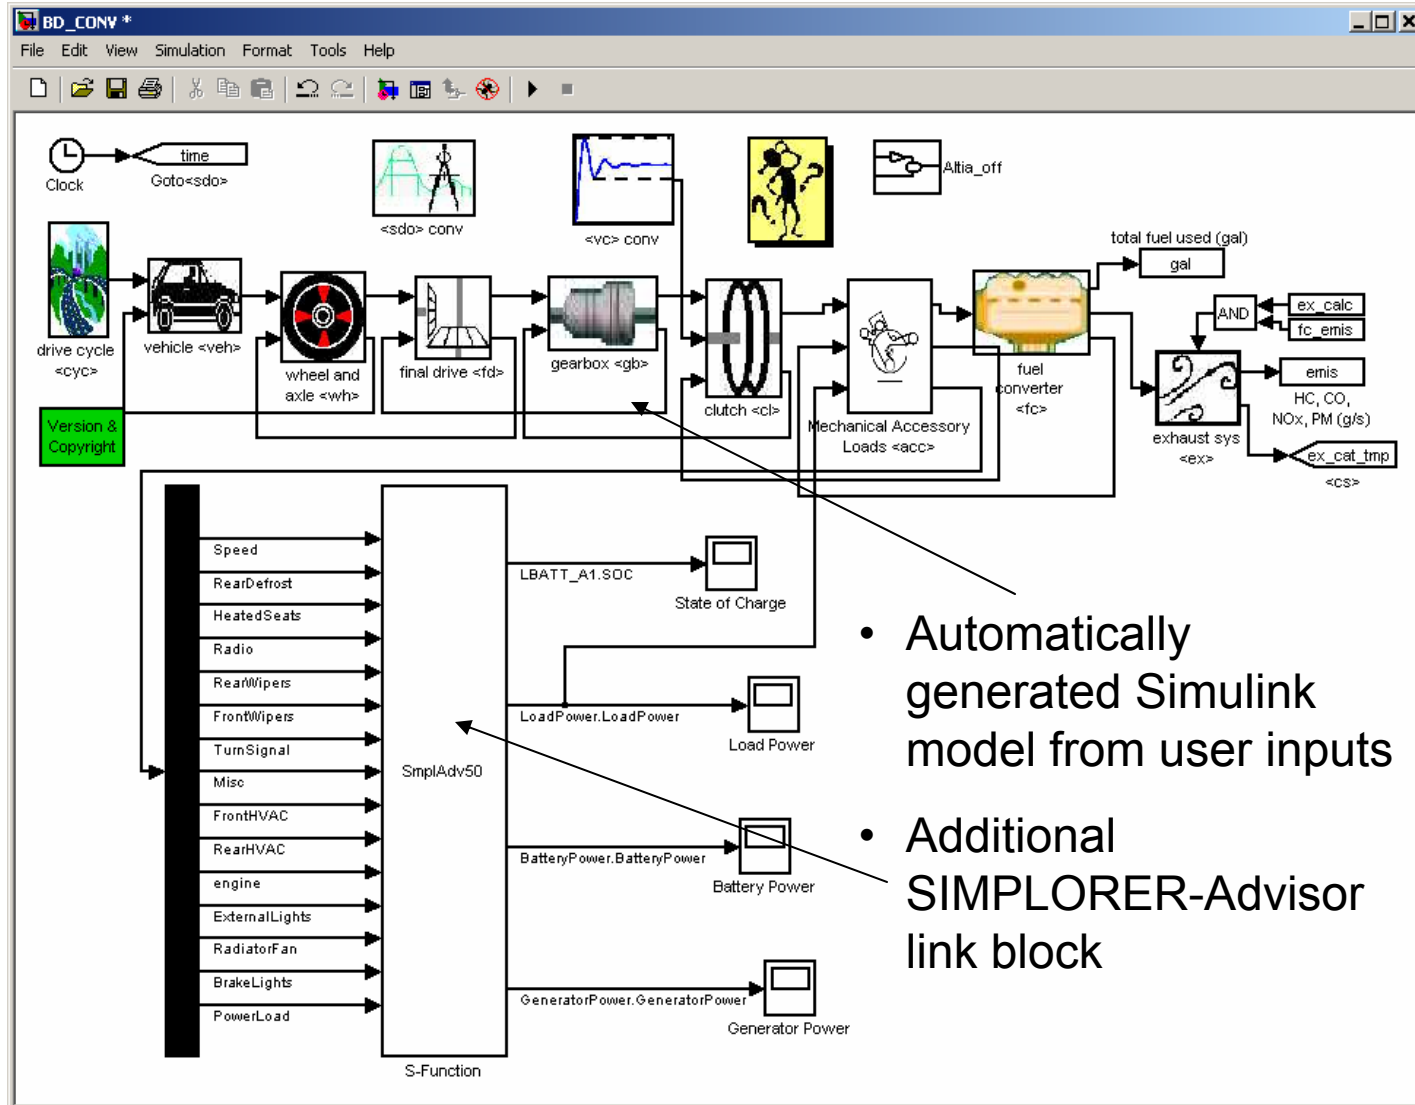 BD_CONV *
File Edit View Simulation Format Tools Help
Clock
time
Goto<sdo>
<sdo> conv
<vc> conv
Altia_off
total fuel used (gal)
gal
drive cycle
<cyc>
vehicle <veh>
wheel and
axle <wh>
final drive <fd>
gearbox <gb>
clutch <cl>
Mechanical Accessory
Loads <acc>
fuel
converter
<fc>
AND
ex_calc
fc_emis
exhaust sys
<ex>
emis
HC, CO,
NOx, PM (g/s)
ex_cat_tmp
<cs>
Version &
Copyright
Speed
RearDefrost
HeatedSeats
Radio
RearWipers
FrontWipers
TurnSignal
Misc
FrontHVAC
RearHVAC
engine
ExternalLights
RadiatorFan
BrakeLights
PowerLoad
SmplAdv50
S-Function
LBATT_A1.SOC
State of Charge
LoadPower.LoadPower
Load Power
BatteryPower.BatteryPower
Battery Power
GeneratorPower.GeneratorPower
Generator Power
• Automatically
generated Simulink
model from user inputs
• Additional
SIMPLORER-Advisor
link block